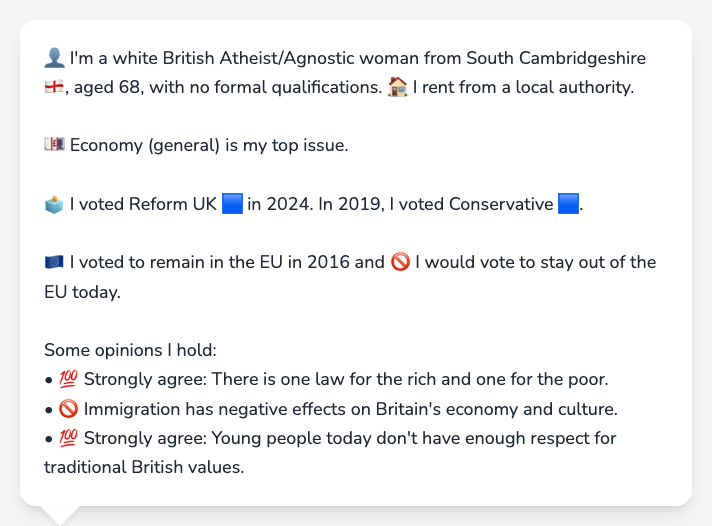 👤 I'm a white British Atheist/Agnostic woman from South Cambridgeshire
🏴󠁧󠁢󠁥󠁮󠁧󠁿, aged 68, with no formal qualifications. 🏠 I rent from a local authority.
💷 Economy (general) is my top issue.
🗳️ I voted Reform UK 🟦 in 2024. In 2019, I voted Conservative 🟦.
🇪🇺 I voted to remain in the EU in 2016 and 🚫 I would vote to stay out of the
EU today.
Some opinions I hold:
• 💯 Strongly agree: There is one law for the rich and one for the poor.
• 🚫 Immigration has negative effects on Britain's economy and culture.
• 💯 Strongly agree: Young people today don't have enough respect for
traditional British values.